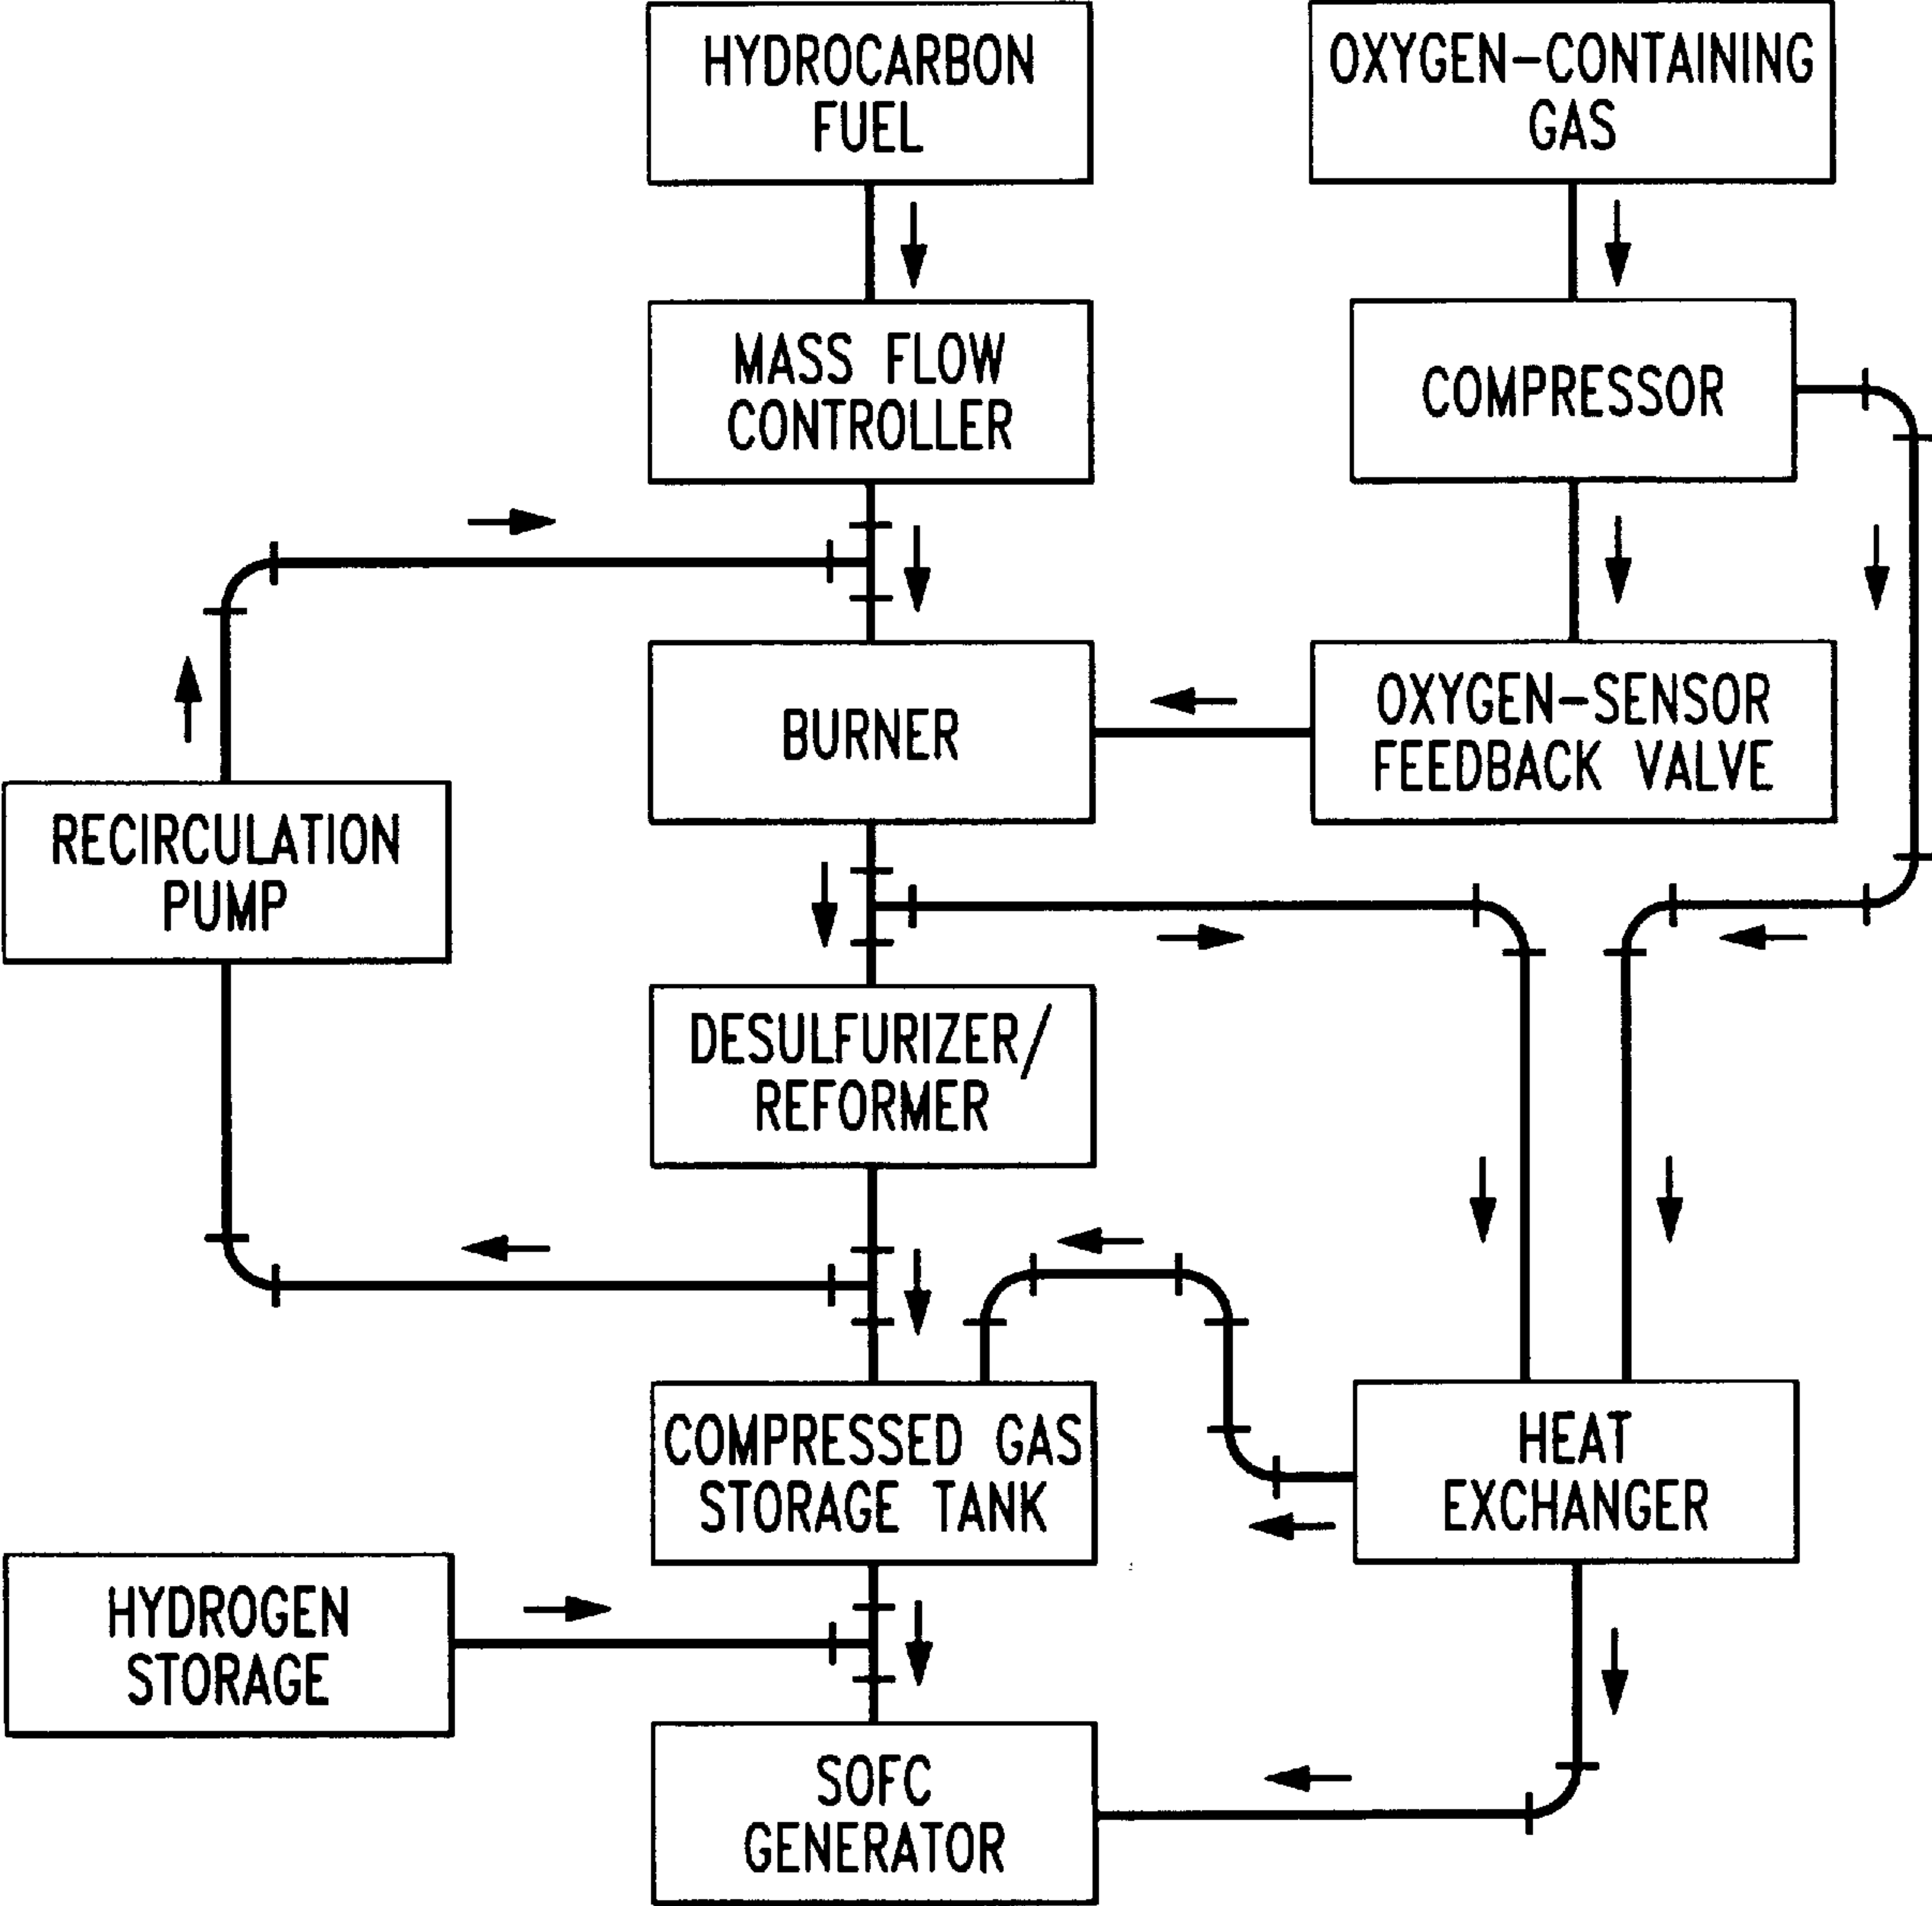 HYDROCARBON
FUEL
OXYGEN-CONTAINING
GAS
MASS FLOW
CONTROLLER
COMPRESSOR
BURNER
OXYGEN-SENSOR
FEEDBACK VALVE
RECIRCULATION
PUMP
DESULFURIZER/
REFORMER
COMPRESSED GAS
STORAGE TANK
HEAT
EXCHANGER
HYDROGEN
STORAGE
SOFC
GENERATOR